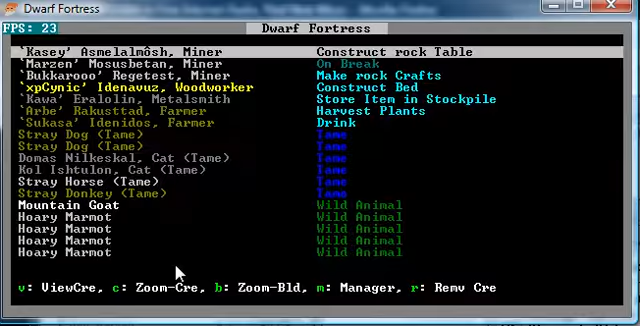 Dwarf Fortress
FPS: 23
Dwarf Fortress
`Kasey' Asmelalmôsh, Miner Construct rock Table
`Marzen' Mosusbetan, Miner On Break
`Bukkarooo' Regetest, Miner Make rock Crafts
`xpCynic' Idenavuz, Woodworker Construct Bed
`Kawa' Eralolin, Metalsmith Store Item in Stockpile
`Arbe' Rakusttad, Farmer Harvest Plants
`Sukasa' Idenidos, Farmer Drink
Stray Dog (Tame) Tame
Stray Dog (Tame) Tame
Domas Nilkeskal, Cat (Tame) Tame
Kol Ishtulon, Cat (Tame) Tame
Stray Horse (Tame) Tame
Stray Donkey (Tame) Tame
Mountain Goat Wild Animal
Hoary Marmot Wild Animal
Hoary Marmot Wild Animal
Hoary Marmot Wild Animal
Hoary Marmot Wild Animal
v: ViewCre, c: Zoom-Cre, b: Zoom-Bld, m: Manager, r: Remv Cre